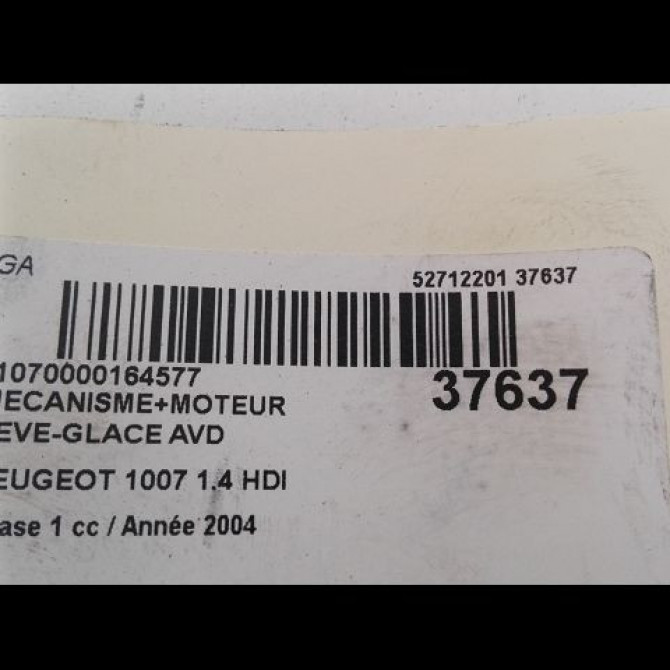 GA
52712201 37637
1070000164577
37637
MECANISME+MOTEUR
EVE-GLACE AVD
EUGEOT 1007 1.4 HDI
ase 1 cc / Année 2004